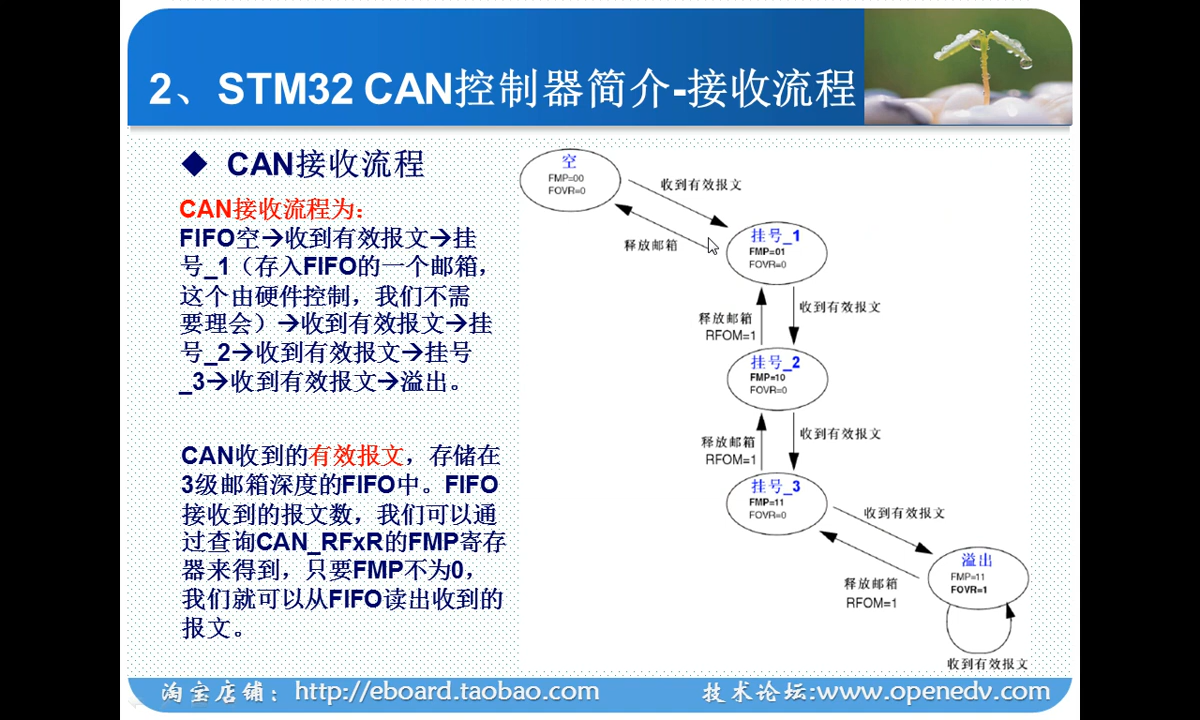 2、STM32 CAN控制器简介-接收流程
◆ CAN接收流程
CAN接收流程为：
FIFO空→收到有效报文→挂
号_1（存入FIFO的一个邮箱，
这个由硬件控制，我们不需
要理会）→收到有效报文→挂
号_2→收到有效报文→挂号
_3→收到有效报文→溢出。
CAN收到的有效报文，存储在
3级邮箱深度的FIFO中。FIFO
接收到的报文数，我们可以通
过查询CAN_RFxR的FMP寄存
器来得到，只要FMP不为0，
我们就可以从FIFO读出收到的
报文。
空
FMP=00
FOVR=0
收到有效报文
释放邮箱
挂号_1
FMP=01
FOVR=0
收到有效报文
释放邮箱
RFOM=1
挂号_2
FMP=10
FOVR=0
收到有效报文
释放邮箱
RFOM=1
挂号_3
FMP=11
FOVR=0
收到有效报文
释放邮箱
RFOM=1
溢出
FMP=11
FOVR=1
收到有效报文
淘宝店铺：http://eboard.taobao.com
技术论坛:www.openedv.com